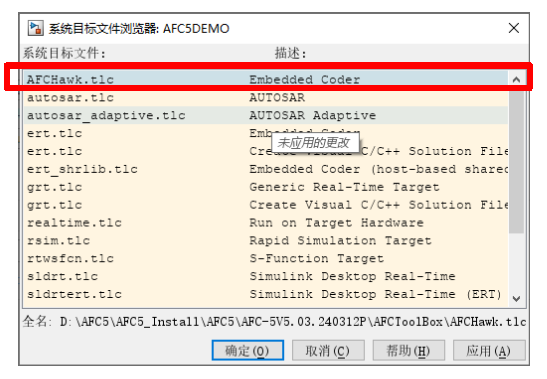 系统目标文件浏览器: AFC5DEMO
系统目标文件: 描述:
AFCHawk.tlc Embedded Coder
autosar.tlc AUTOSAR
autosar_adaptive.tlc AUTOSAR Adaptive
ert.tlc Embedded Coder
未应用的更改
ert.tlc Create Visual C/C++ Solution File
ert_shrlib.tlc Embedded Coder (host-based shared
grt.tlc Generic Real-Time Target
grt.tlc Create Visual C/C++ Solution File
realtime.tlc Run on Target Hardware
rsim.tlc Rapid Simulation Target
rtwsfcn.tlc S-Function Target
sldrt.tlc Simulink Desktop Real-Time
sldrtert.tlc Simulink Desktop Real-Time (ERT)
全名: D:\AFC5\AFC5_Install\AFC5\AFC-5V5.03.240312P\AFCToolBox\AFCHawk.tlc
确定(O) 取消(C) 帮助(H) 应用(A)